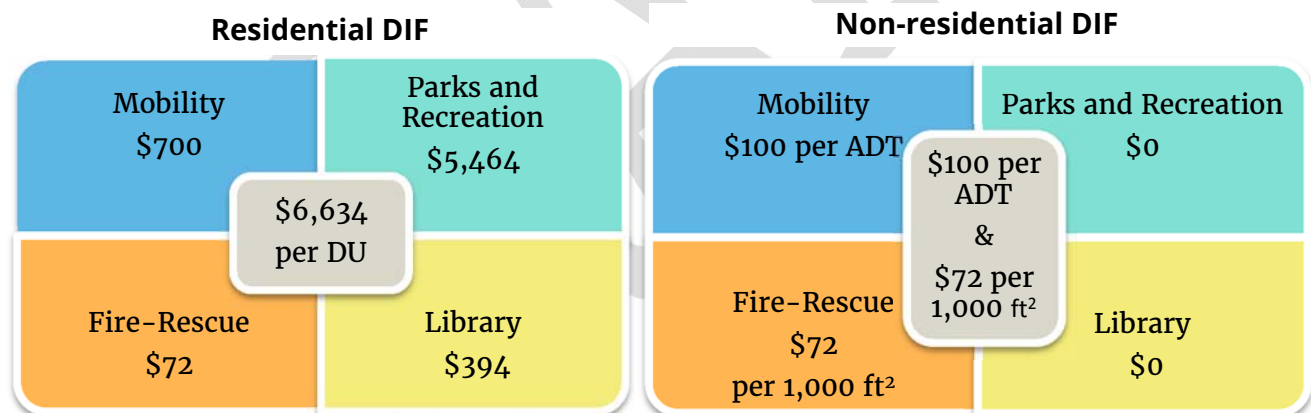 Residential DIF
Mobility
$700
Parks and
Recreation
$5,464
$6,634
per DU
Fire-Rescue
$72
Library
$394
Non-residential DIF
Mobility
$100 per ADT
Parks and Recreation
$0
$100 per
ADT
&
$72 per
1,000 ft²
Fire-Rescue
$72
per 1,000 ft²
Library
$0